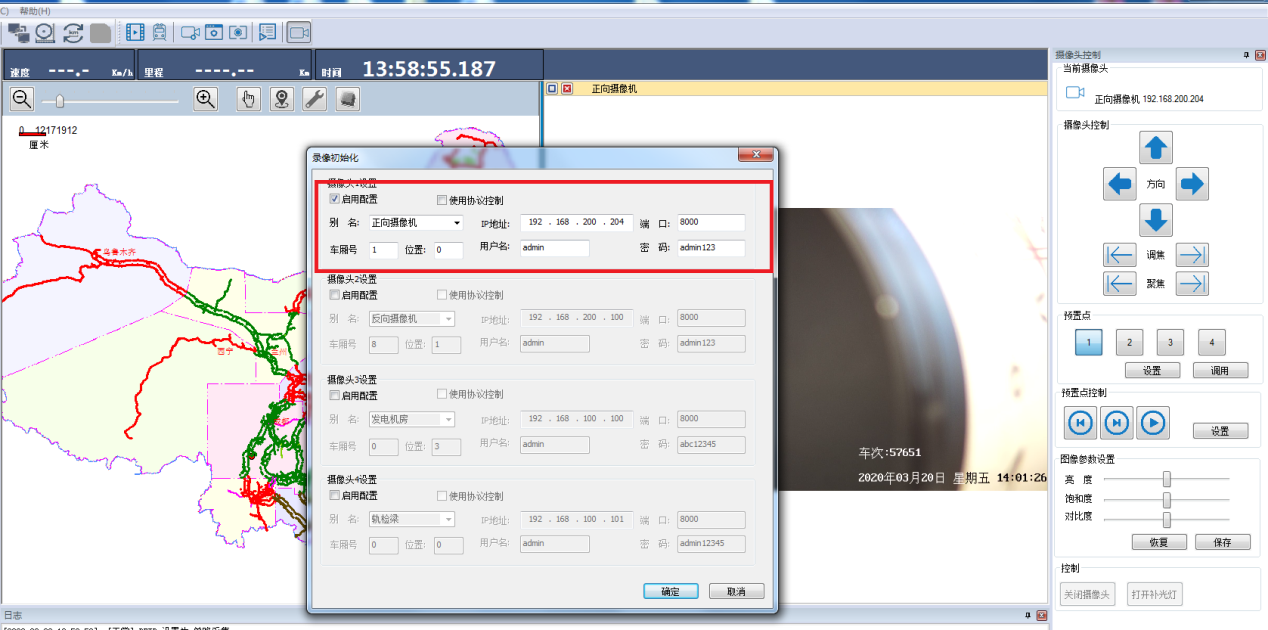 C) 帮助(H)
速度 ---.- Km/h 里程 ----.-- Km 时间 13:58:55.187
0 12171912
厘米
乌鲁木齐
西宁
正向摄像机
车次:57651
2020年03月20日 星期五 14:01:26
录像初始化
摄像头1设置
启用配置 使用协议控制
别 名: 正向摄像机 IP地址: 192 . 168 . 200 . 204 端 口: 8000
车厢号 1 位置: 0 用户名: admin 密 码: admin123
摄像头2设置
启用配置 使用协议控制
别 名: 反向摄像机 IP地址: 192 . 168 . 200 . 100 端 口: 8000
车厢号 8 位置: 1 用户名: admin 密 码: admin123
摄像头3设置
启用配置 使用协议控制
别 名: 发电机房 IP地址: 192 . 168 . 100 . 100 端 口: 8000
车厢号 0 位置: 3 用户名: admin 密 码: abc12345
摄像头4设置
启用配置 使用协议控制
别 名: 轨检梁 IP地址: 192 . 168 . 100 . 101 端 口: 8000
车厢号 0 位置: 0 用户名: admin 密 码: admin12345
确定 取消
摄像头控制
当前摄像头
正向摄像机 192.168.200.204
摄像头控制
方向
调焦
聚焦
预置点
1 2 3 4
设置 调用
预置点控制
设置
图像参数设置
亮 度
饱和度
对比度
恢复 保存
控制
关闭摄像头 打开补光灯
日志